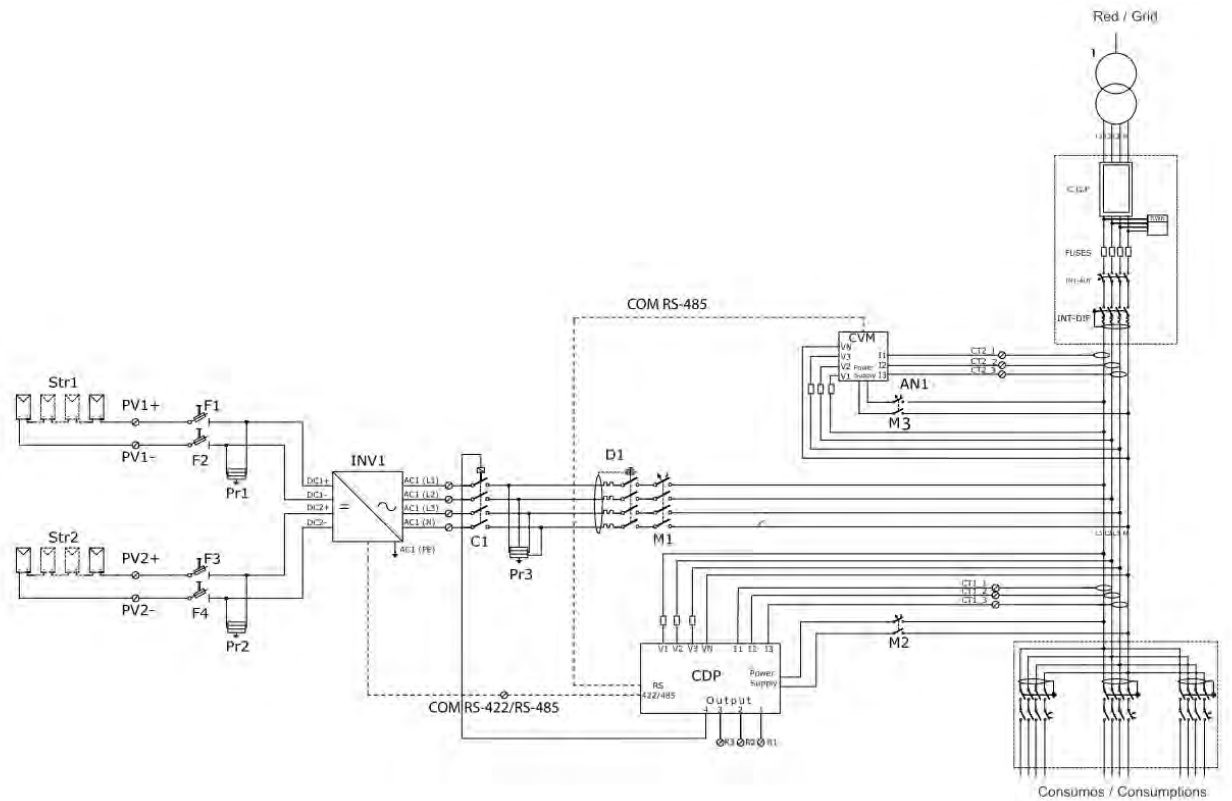 Red / Grid
FUSES
INT-DIF
COM RS-485
CVM
VN
V3
V2 Power
V1 Supply
I1
I2
I3
CT2_1
CT2_2
CT2_3
AN1
M3
Str1
PV1+
F1
PV1-
F2
Pr1
INV1
DC1+
DC1-
DC2+
DC2-
AC1 (L1)
AC1 (L2)
AC1 (L3)
AC1 (N)
AC1 (PE)
C1
Pr3
D1
M1
Str2
PV2+
F3
PV2-
F4
Pr2
CT1_1
CT1_2
CT1_3
M2
V1 V2 V3 VN I1 I2 I3
CDP
Power
Supply
RS
422/485
Output
4 3 2 1
R3 R2 R1
COM RS-422/RS-485
Consumos / Consumptions